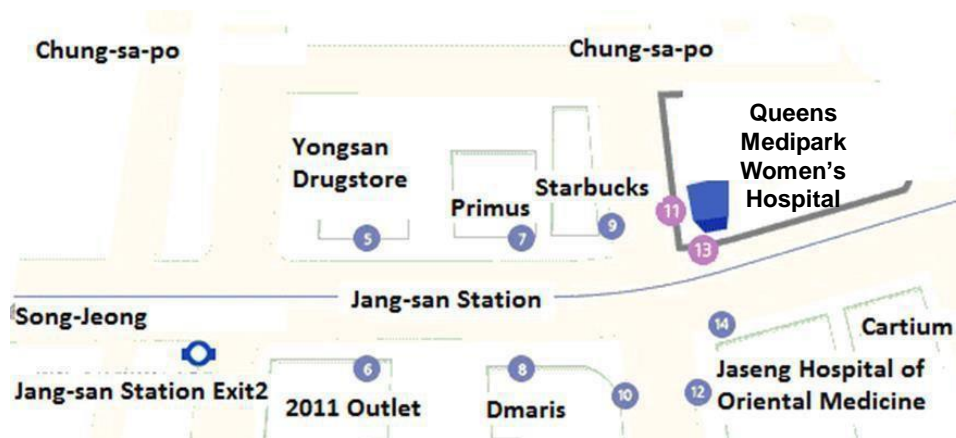 Chung-sa-po
Chung-sa-po
Queens
Medipark
Women's
Hospital
Yongsan
Drugstore
Primus
Starbucks
11
9
5
7
13
Jang-san Station
Song-Jeong
14
Cartium
Jang-san Station Exit2
6
8
2011 Outlet
Dmaris
10
12
Jaseng Hospital of
Oriental Medicine